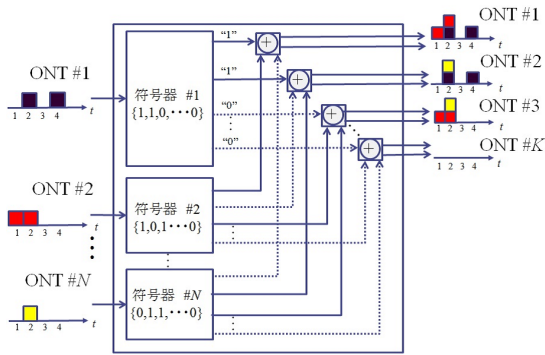 ONT #1
1 2 3 4 t
ONT #2
1 2 3 4 t
ONT #N
1 2 3 4 t
符号器 #1
{1,1,0,···0}
符号器 #2
{1,0,1···0}
符号器 #N
{0,1,1,···0}
“1”
“1”
“0”
“0”
ONT #1
1 2 3 4 t
ONT #2
1 2 3 4 t
ONT #3
1 2 3 4 t
ONT #K
1 2 3 4 t